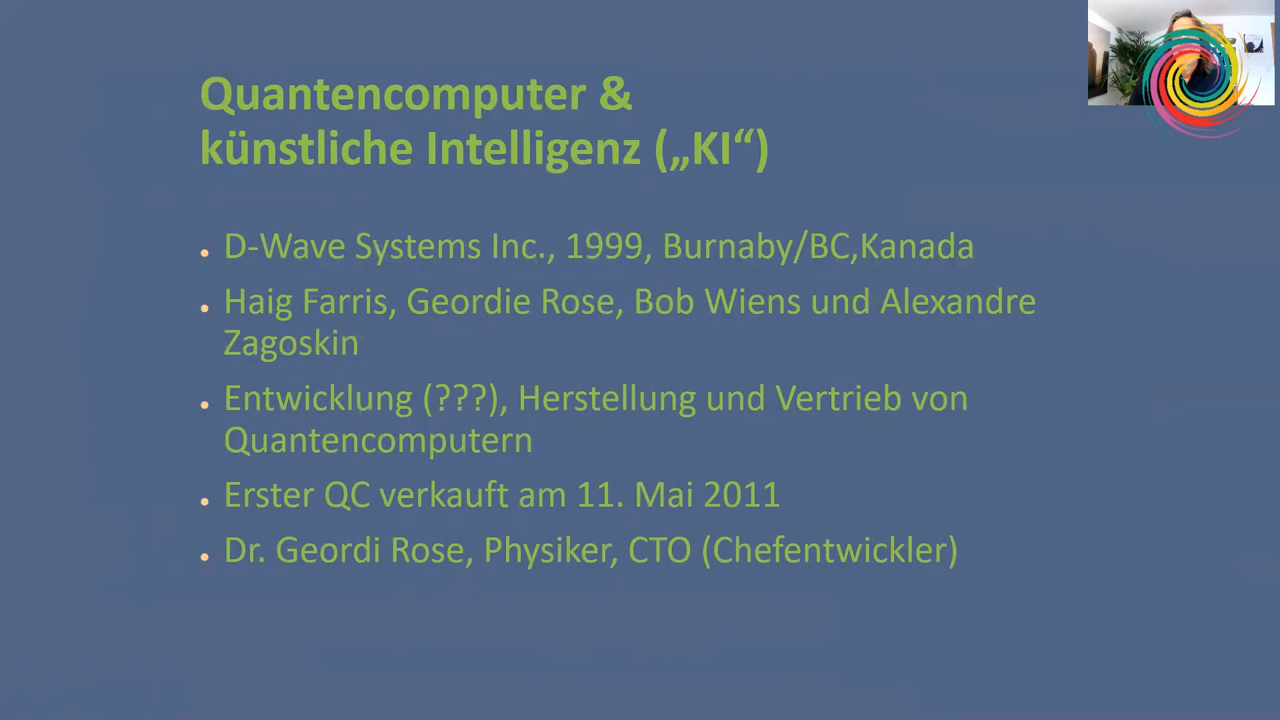 Quantencomputer &
künstliche Intelligenz („KI“)
D-Wave Systems Inc., 1999, Burnaby/BC,Kanada
Haig Farris, Geordie Rose, Bob Wiens und Alexandre
Zagoskin
Entwicklung (???), Herstellung und Vertrieb von
Quantencomputern
Erster QC verkauft am 11. Mai 2011
Dr. Geordi Rose, Physiker, CTO (Chefentwickler)